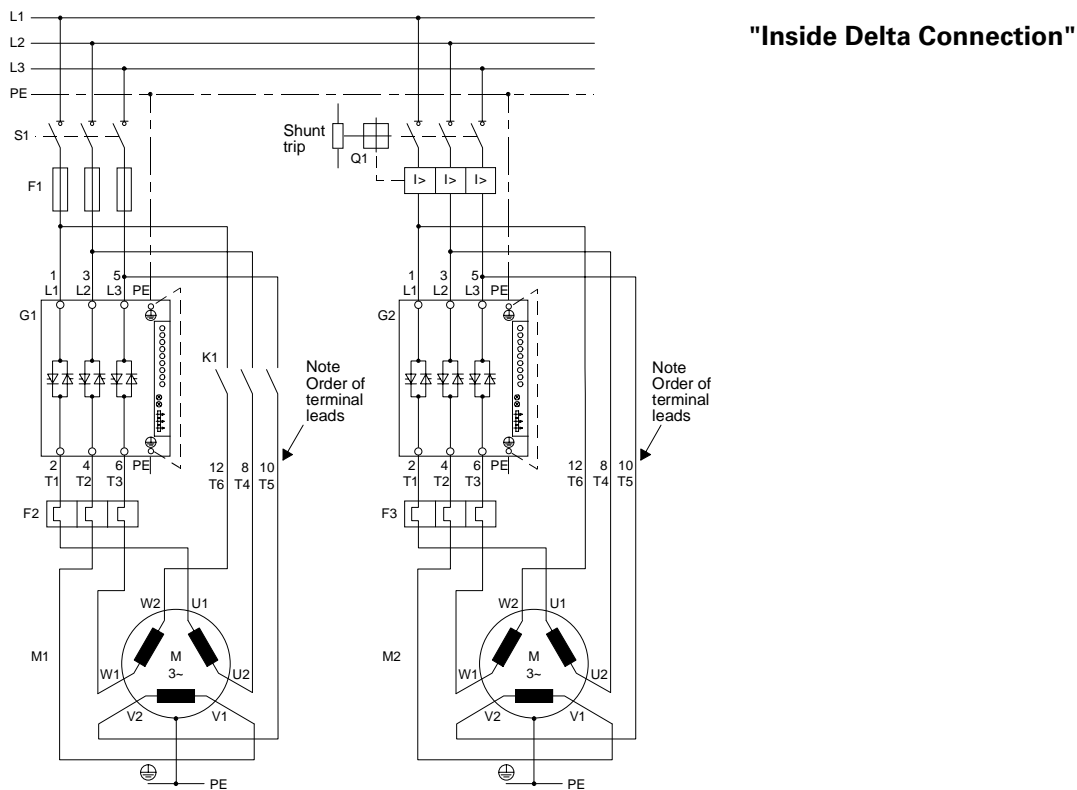 "Inside Delta Connection"
L1
L2
L3
PE
S1
Shunt
trip
Q1
F1
I> I> I>
1 3 5
L1 L2 L3 PE
1 3 5
L1 L2 L3 PE
G1
G2
K1
Note
Order of
terminal
leads
Note
Order of
terminal
leads
2 4 6 PE
T1 T2 T3
12 8 10
T6 T4 T5
2 4 6 PE
T1 T2 T3
12 8 10
T6 T4 T5
F2
F3
W2 U1
W2 U1
M1
M
3~
W1 U2
V2 V1
M2
M
3~
W1 U2
V2 V1
PE
PE